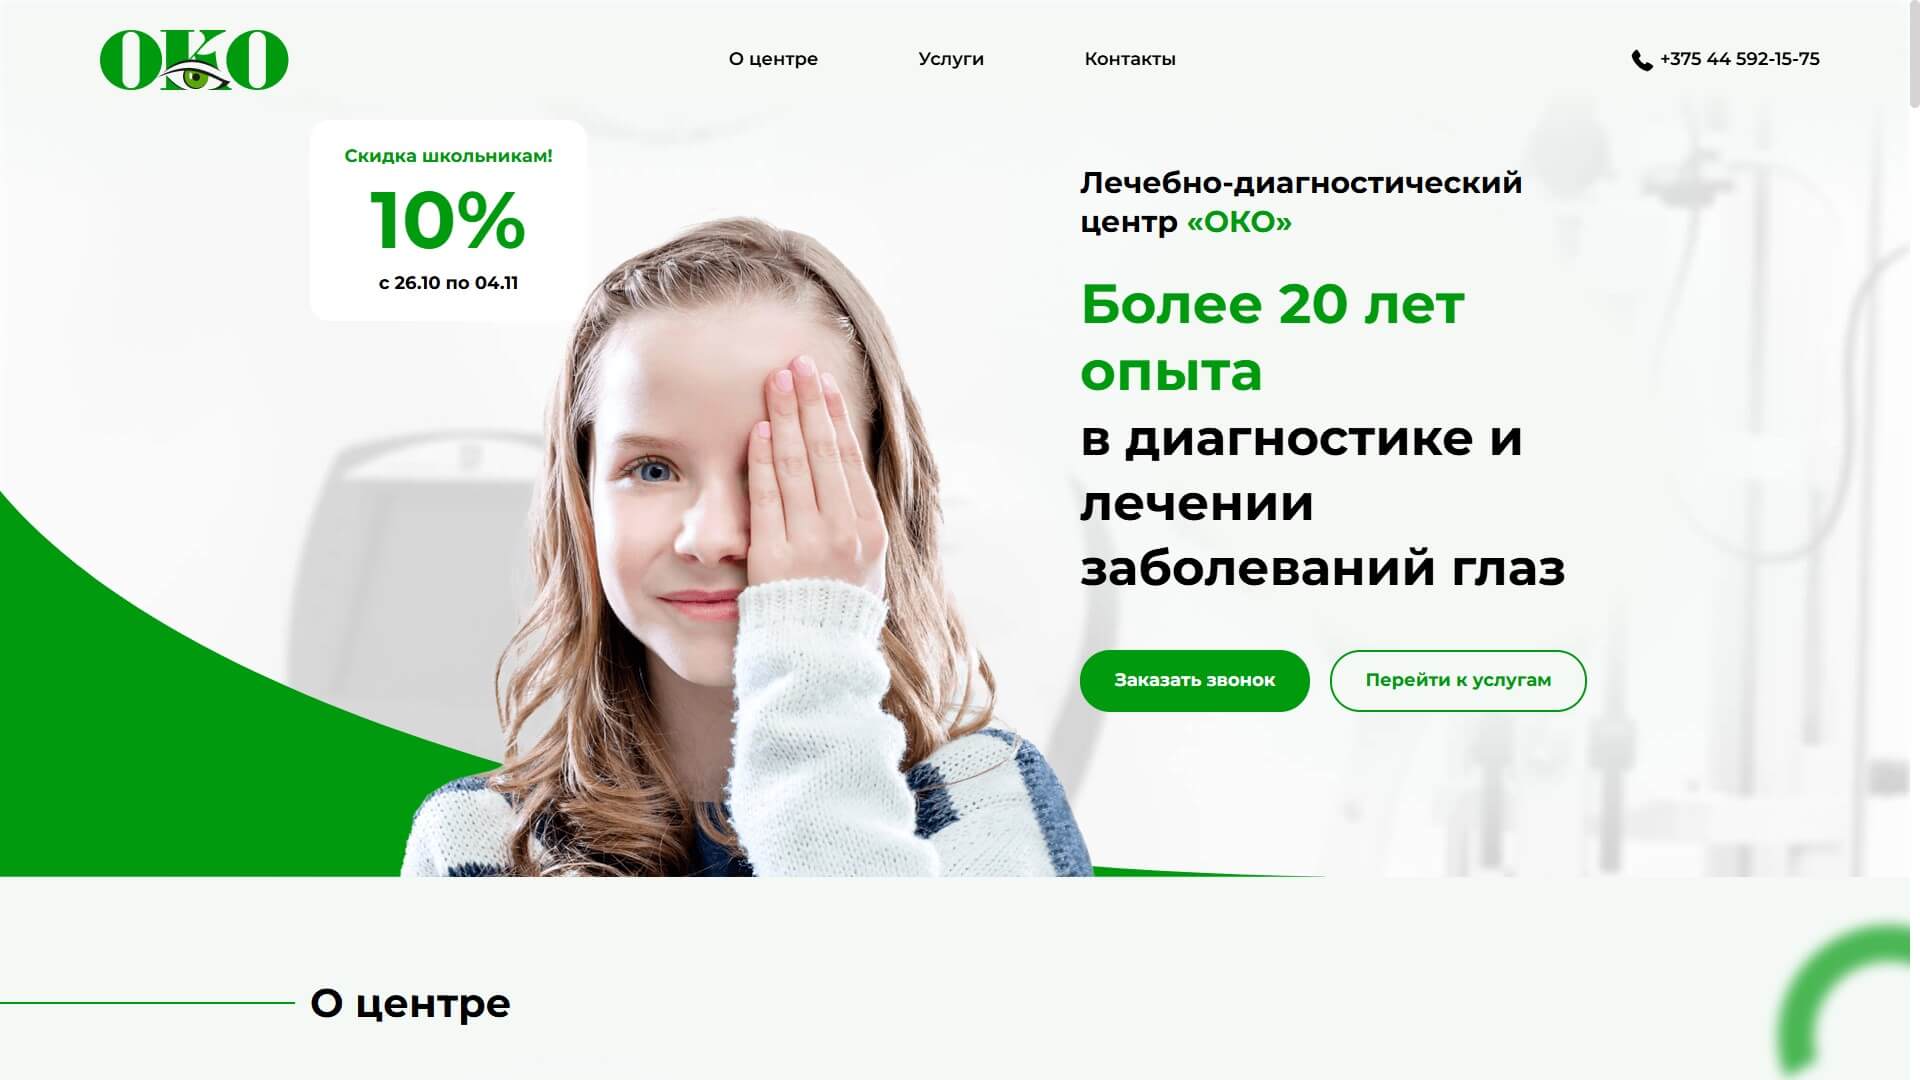 ОКО
О центре
Услуги
Контакты
+375 44 592-15-75
Скидка школьникам!
10%
с 26.10 по 04.11
Лечебно-диагностический
центр «ОКО»
Более 20 лет
опыта
в диагностике и
лечении
заболеваний глаз
Заказать звонок
Перейти к услугам
О центре